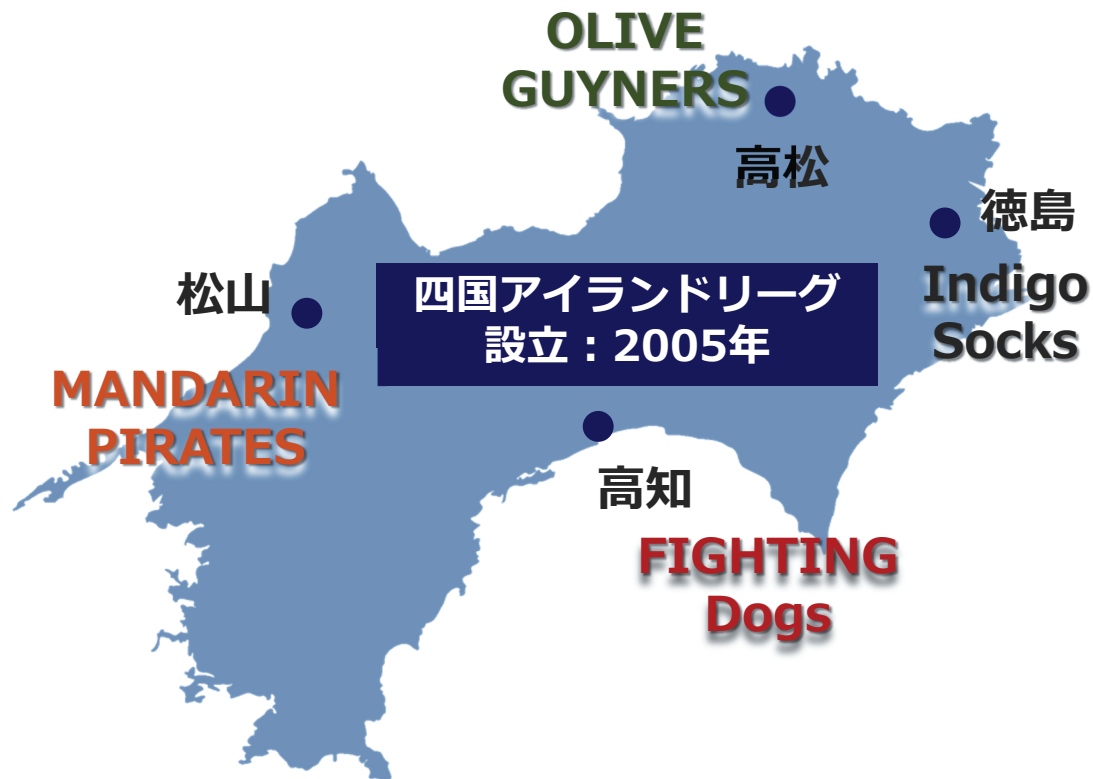 OLIVE
GUYNERS
高松
徳島
Indigo
Socks
松山
四国アイランドリーグ
設立：2005年
MANDARIN
PIRATES
高知
FIGHTING
Dogs